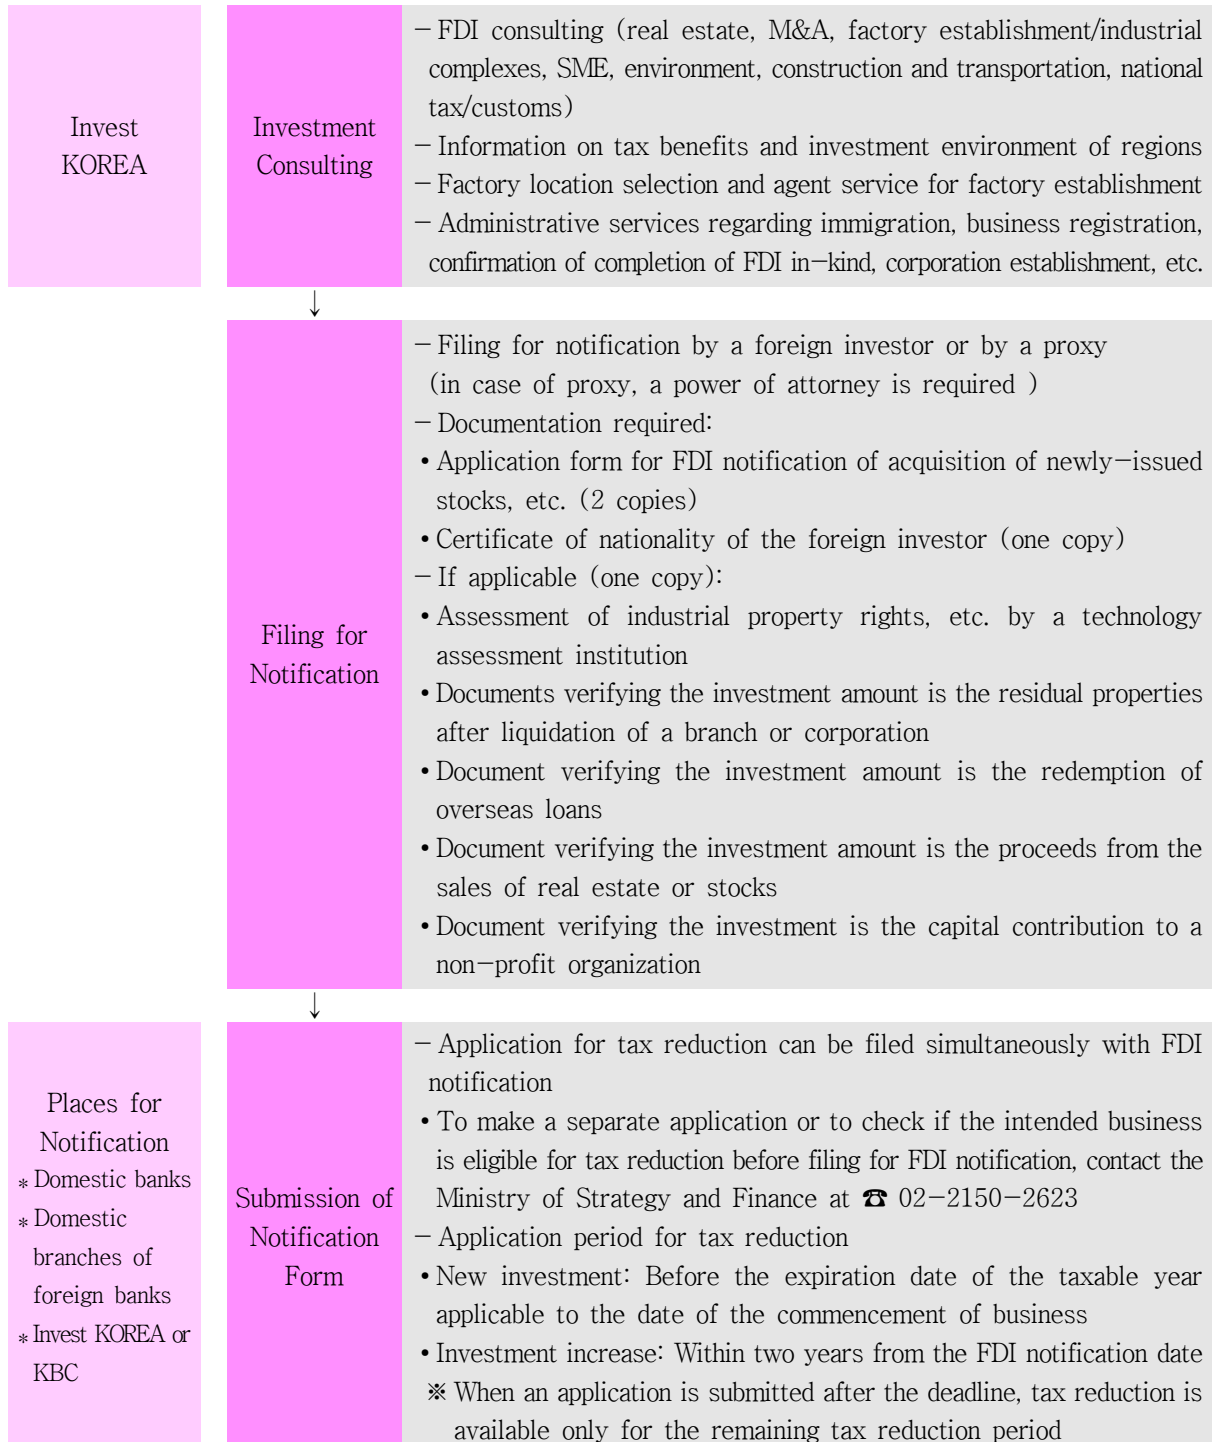 Invest
KOREA
Investment
Consulting
– FDI consulting (real estate, M&A, factory establishment/industrial
complexes, SME, environment, construction and transportation, national
tax/customs)
– Information on tax benefits and investment environment of regions
– Factory location selection and agent service for factory establishment
– Administrative services regarding immigration, business registration,
confirmation of completion of FDI in-kind, corporation establishment, etc.
↓
Filing for
Notification
– Filing for notification by a foreign investor or by a proxy
(in case of proxy, a power of attorney is required )
– Documentation required:
• Application form for FDI notification of acquisition of newly-issued
stocks, etc. (2 copies)
• Certificate of nationality of the foreign investor (one copy)
– If applicable (one copy):
• Assessment of industrial property rights, etc. by a technology
assessment institution
• Documents verifying the investment amount is the residual properties
after liquidation of a branch or corporation
• Document verifying the investment amount is the redemption of
overseas loans
• Document verifying the investment amount is the proceeds from the
sales of real estate or stocks
• Document verifying the investment is the capital contribution to a
non-profit organization
↓
Places for
Notification
* Domestic banks
* Domestic
branches of
foreign banks
* Invest KOREA or
KBC
Submission of
Notification
Form
– Application for tax reduction can be filed simultaneously with FDI
notification
• To make a separate application or to check if the intended business
is eligible for tax reduction before filing for FDI notification, contact the
Ministry of Strategy and Finance at ☎ 02-2150-2623
– Application period for tax reduction
• New investment: Before the expiration date of the taxable year
applicable to the date of the commencement of business
• Investment increase: Within two years from the FDI notification date
※ When an application is submitted after the deadline, tax reduction is
available only for the remaining tax reduction period